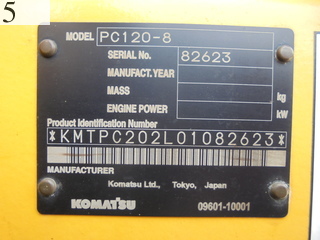 5
MODEL PC120-8
SERIAL No. 82623
MANUFACT.YEAR
MASS kg
ENGINE POWER kW
Product Identification Number
*KMTPC202L01082623*
MANUFACTURER
Komatsu Ltd., Tokyo, Japan
KOMATSU 09601-10001